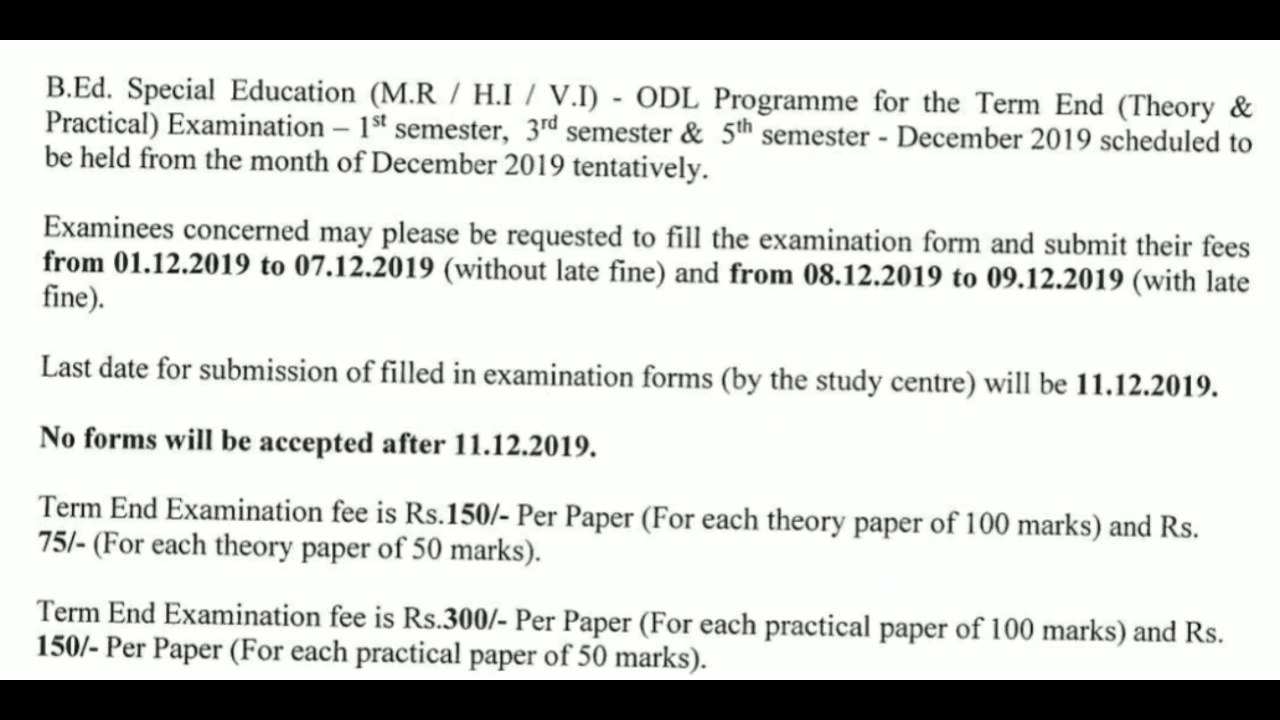 B.Ed. Special Education (M.R / H.I / V.I) - ODL Programme for the Term End (Theory &
Practical) Examination – 1st semester, 3rd semester & 5th semester - December 2019 scheduled to
be held from the month of December 2019 tentatively.
Examinees concerned may please be requested to fill the examination form and submit their fees
from 01.12.2019 to 07.12.2019 (without late fine) and from 08.12.2019 to 09.12.2019 (with late
fine).
Last date for submission of filled in examination forms (by the study centre) will be 11.12.2019.
No forms will be accepted after 11.12.2019.
Term End Examination fee is Rs.150/- Per Paper (For each theory paper of 100 marks) and Rs.
75/- (For each theory paper of 50 marks).
Term End Examination fee is Rs.300/- Per Paper (For each practical paper of 100 marks) and Rs.
150/- Per Paper (For each practical paper of 50 marks).